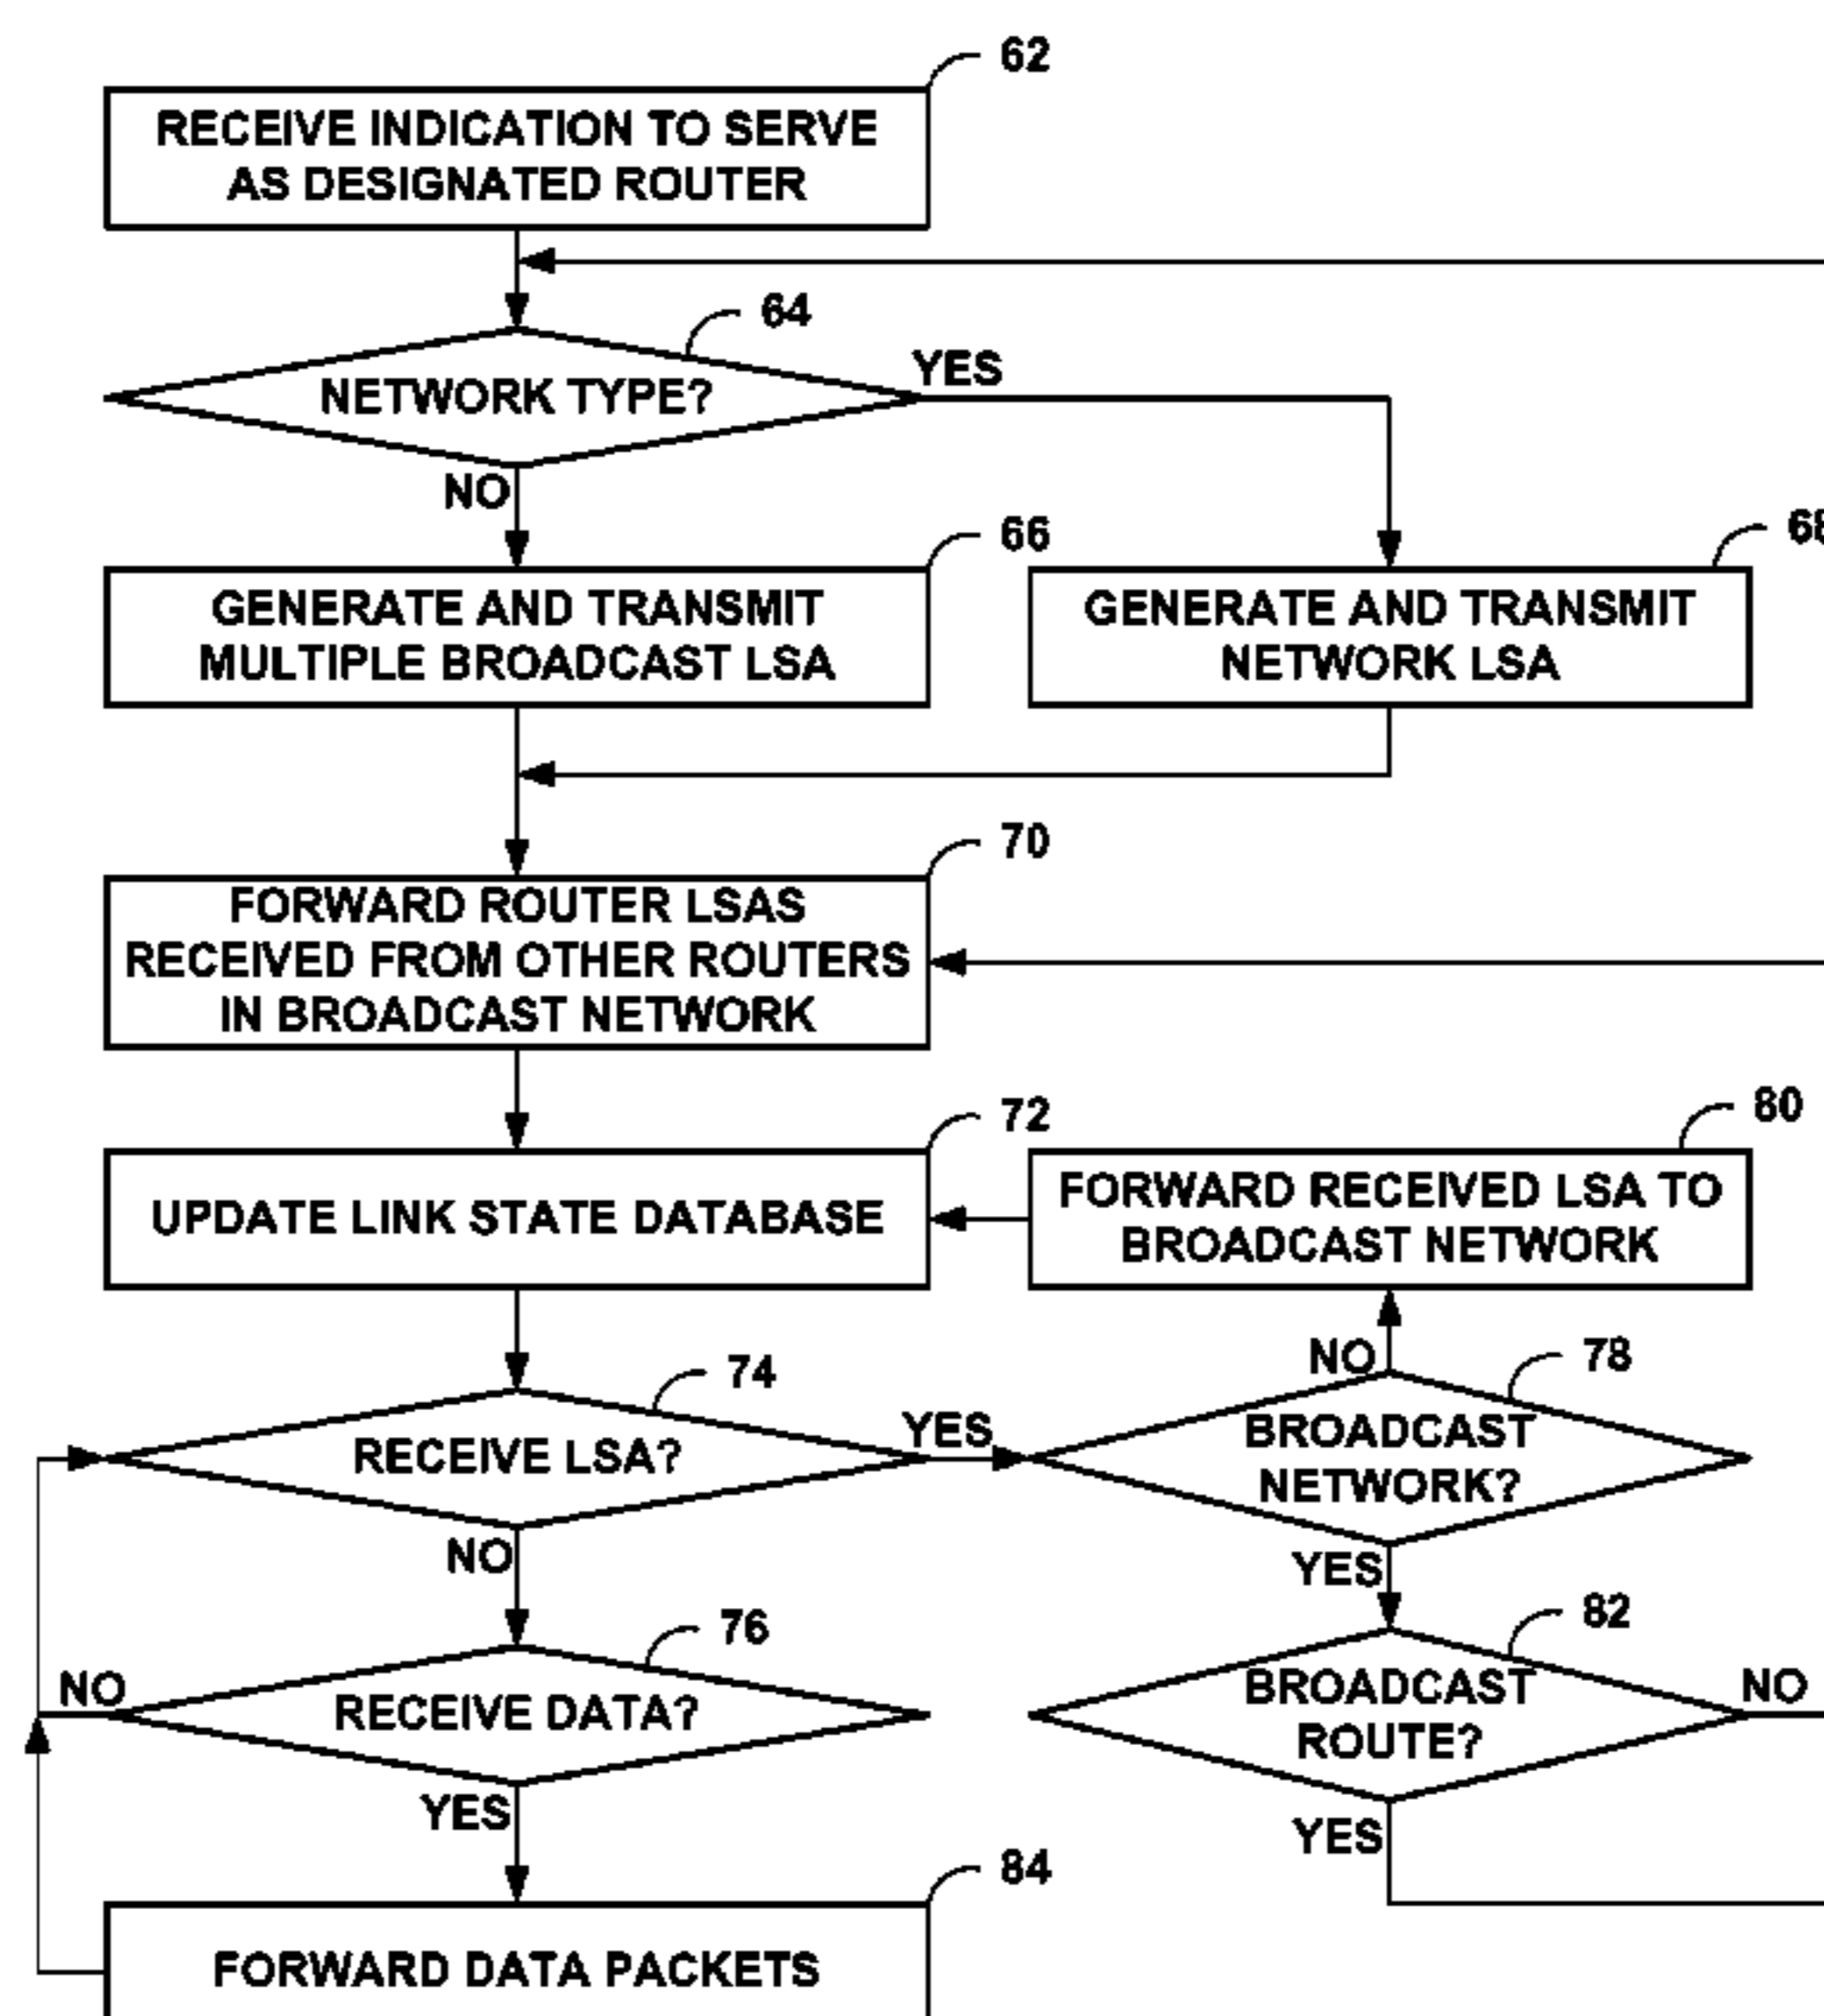 62
RECEIVE INDICATION TO SERVE
AS DESIGNATED ROUTER
64
NETWORK TYPE?
YES
NO
66
GENERATE AND TRANSMIT
MULTIPLE BROADCAST LSA
GENERATE AND TRANSMIT
NETWORK LSA
70
FORWARD ROUTER LSAS
RECEIVED FROM OTHER ROUTERS
IN BROADCAST NETWORK
72
UPDATE LINK STATE DATABASE
80
FORWARD RECEIVED LSA TO
BROADCAST NETWORK
74
RECEIVE LSA?
YES
NO
NO
78
BROADCAST
NETWORK?
YES
76
RECEIVE DATA?
NO
YES
82
BROADCAST
ROUTE?
NO
YES
84
FORWARD DATA PACKETS